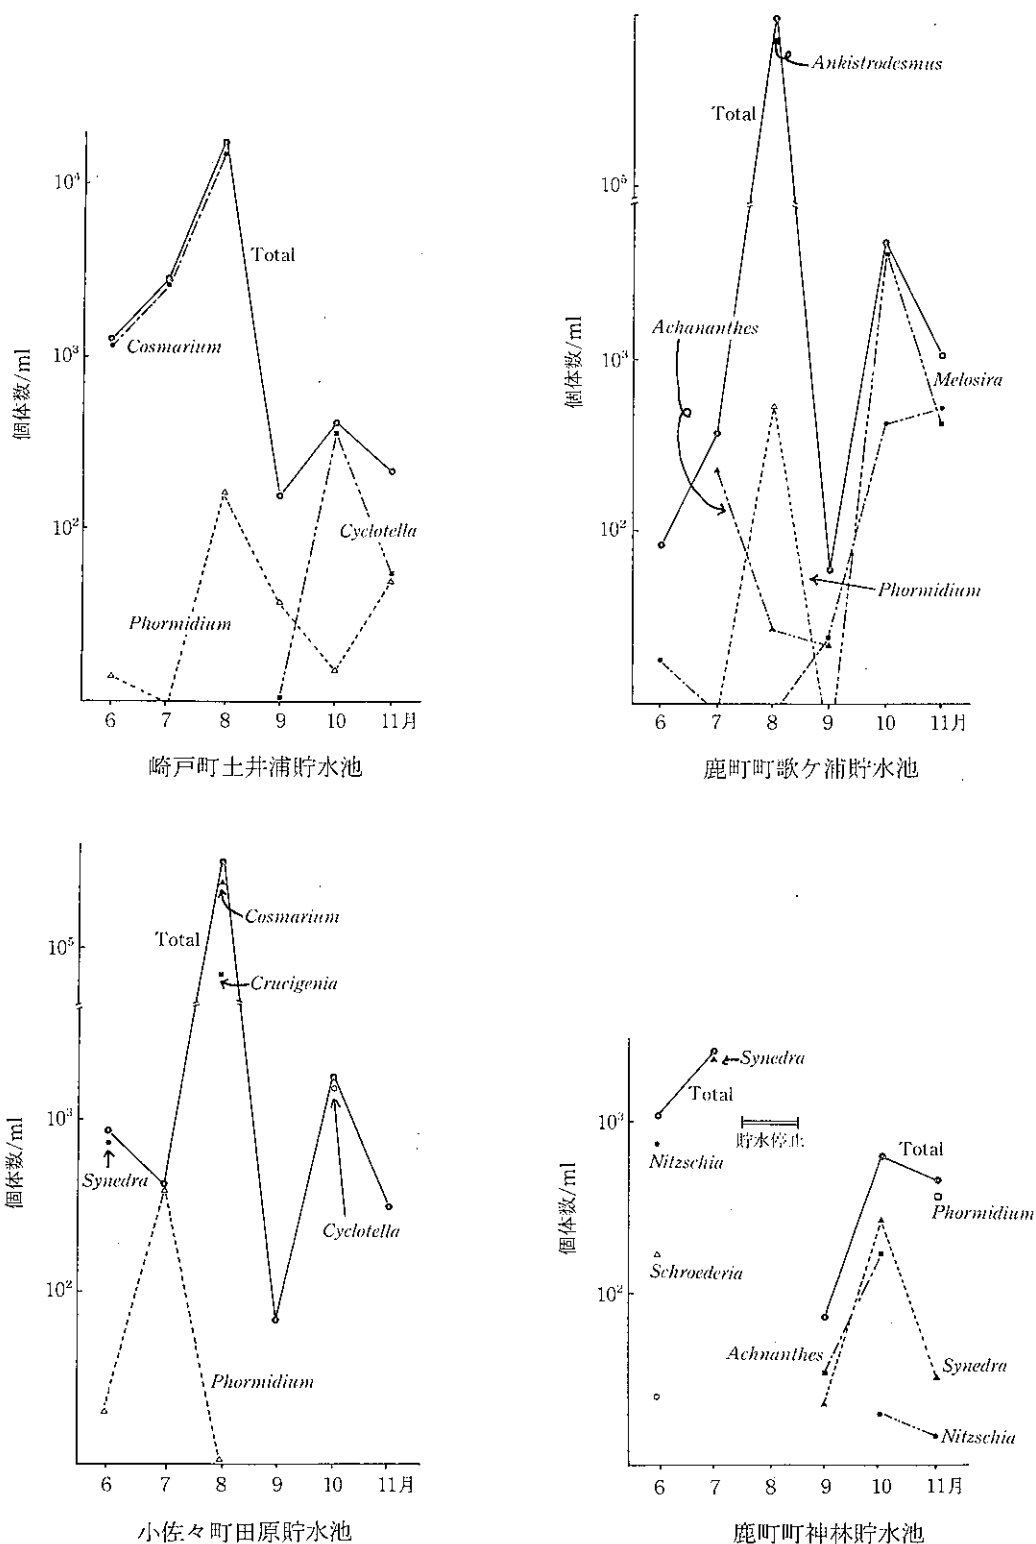 個体数/ml
10⁴
10³
10²
Total
Cosmarium
Cyclotella
Phormidium
6 7 8 9 10 11月
崎戸町土井浦貯水池
個体数/ml
10⁵
10³
10²
Ankistrodesmus
Total
Achananthes
Melosira
Phormidium
6 7 8 9 10 11月
鹿町町歌ケ浦貯水池
個体数/ml
10⁵
10³
10²
Cosmarium
Total
Crucigenia
Synedra
Cyclotella
Phormidium
6 7 8 9 10 11月
小佐々町田原貯水池
個体数/ml
10³
10²
Synedra
Total
貯水停止
Nitzschia
Total
Phormidium
Schroederia
Achnanthes
Synedra
Nitzschia
6 7 8 9 10 11月
鹿町町神林貯水池